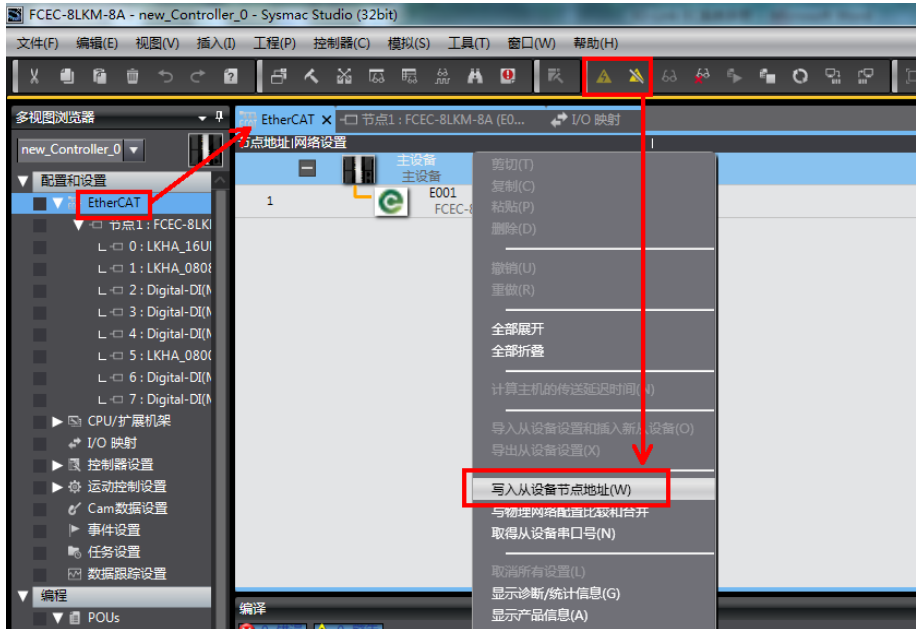 FCEC-8LKM-8A - new_Controller_0 - Sysmac Studio (32bit)
文件(F) 编辑(E) 视图(V) 插入(I) 工程(P) 控制器(C) 模拟(S) 工具(T) 窗口(W) 帮助(H)
多视图浏览器
EtherCAT
节点1 : FCEC-8LKM-8A (E0...
I/O 映射
new_Controller_0
节点地址|网络设置
配置和设置
主设备
主设备
EtherCAT
1
E001
FCEC-8
节点1 : FCEC-8LK
0 : LKHA_16U
1 : LKHA_0808
2 : Digital-DI(
3 : Digital-DI(
4 : Digital-DI(
5 : LKHA_0800
6 : Digital-DI(
7 : Digital-DI(
CPU/扩展机架
I/O 映射
控制器设置
运动控制设置
Cam数据设置
事件设置
任务设置
数据跟踪设置
编程
POUs
剪切(T)
复制(C)
粘贴(P)
删除(D)
撤销(U)
重做(R)
全部展开
全部折叠
计算主机的传送延迟时间(N)
导入从设备设置和插入新从设备(O)
导出从设备设置(X)
写入从设备节点地址(W)
与物理网络配置比较和合并
取得从设备串口号(N)
取消所有设置(L)
显示诊断/统计信息(G)
显示产品信息(A)
编译